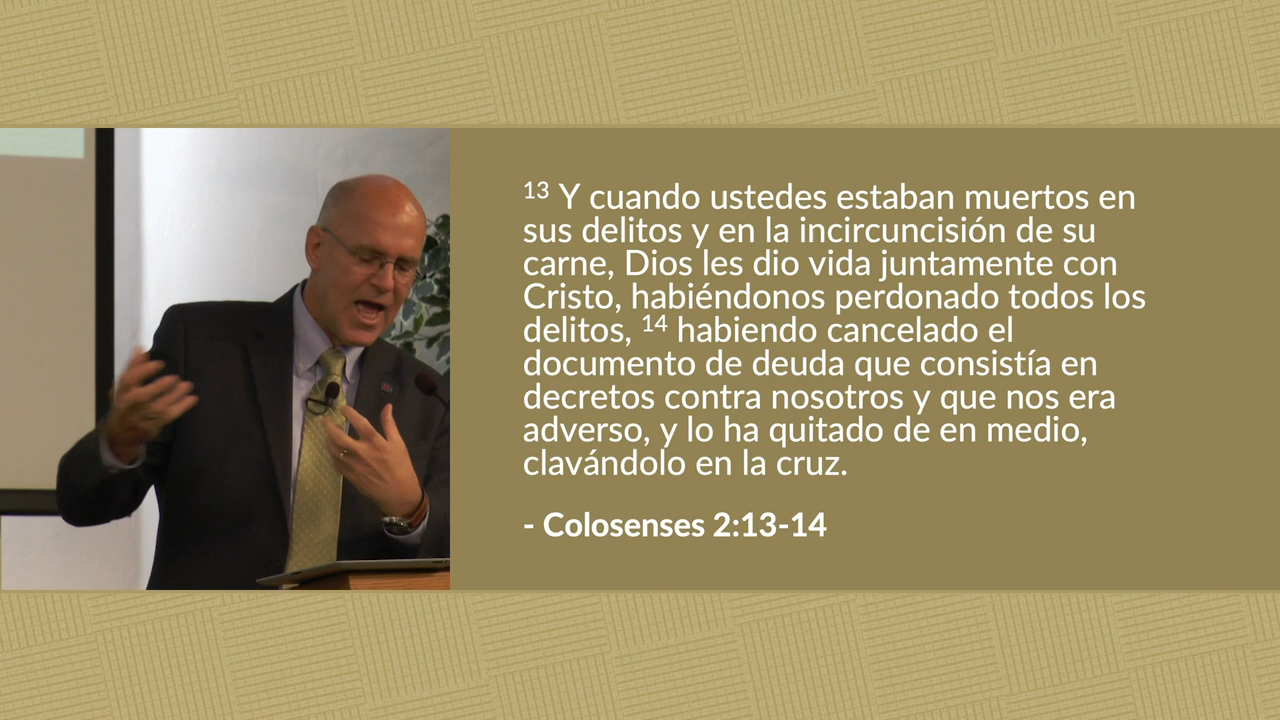 13 Y cuando ustedes estaban muertos en
sus delitos y en la incircuncisión de su
carne, Dios les dio vida juntamente con
Cristo, habiéndonos perdonado todos los
delitos, 14 habiendo cancelado el
documento de deuda que consistía en
decretos contra nosotros y que nos era
adverso, y lo ha quitado de en medio,
clavándolo en la cruz.
- Colosenses 2:13-14